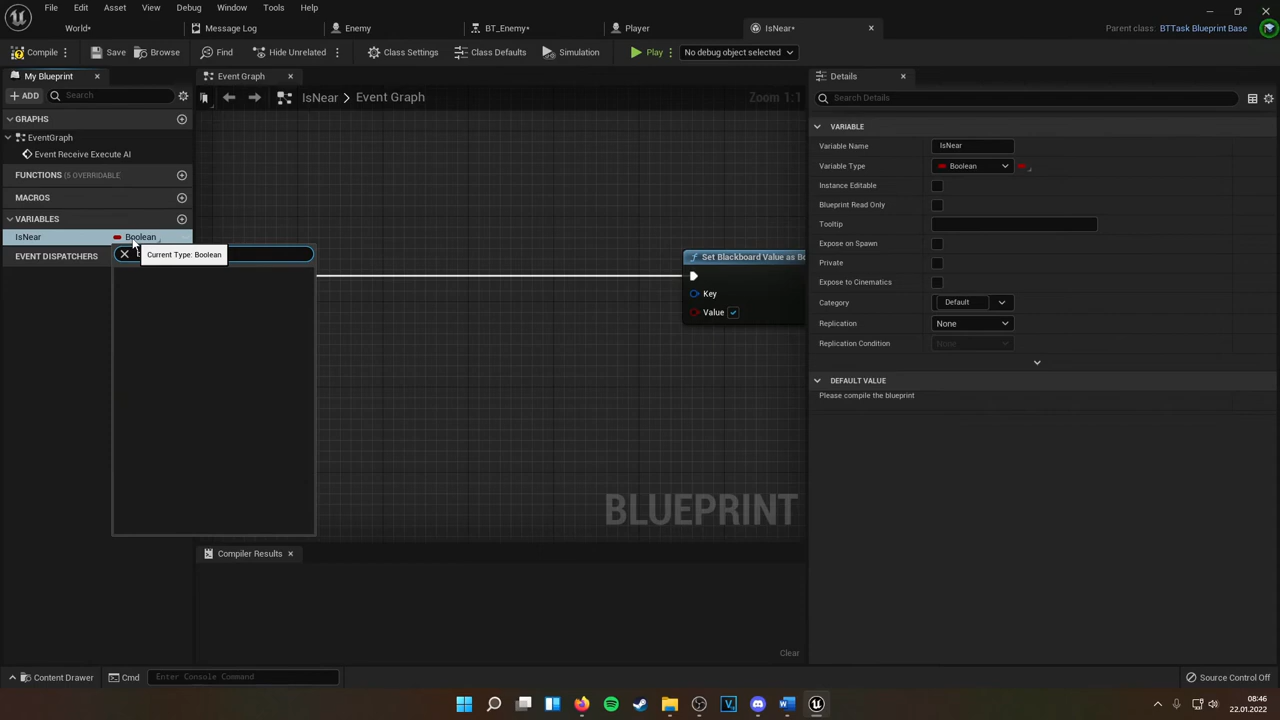 File Edit Asset View Debug Window Tools Help
World* Message Log Enemy BT_Enemy* Player IsNear* Parent class: BTTask Blueprint Base
Compile Save Browse Find Hide Unrelated Class Settings Class Defaults Simulation Play No debug object selected
My Blueprint Event Graph Details
ADD Search IsNear > Event Graph Zoom 1:1 Search Details
GRAPHS
EventGraph
Event Receive Execute AI
FUNCTIONS (5 OVERRIDABLE
MACROS
VARIABLES
IsNear Boolean
EVENT DISPATCHERS
Current Type: Boolean
Set Blackboard Value as Bo
Key
Value
BLUEPRINT
VARIABLE
Variable Name IsNear
Variable Type Boolean
Instance Editable
Blueprint Read Only
Tooltip
Expose on Spawn
Private
Expose to Cinematics
Category Default
Replication None
Replication Condition None
DEFAULT VALUE
Please compile the blueprint
Compiler Results
Clear
Content Drawer Cmd Enter Console Command Source Control Off
08:46
22.01.2022